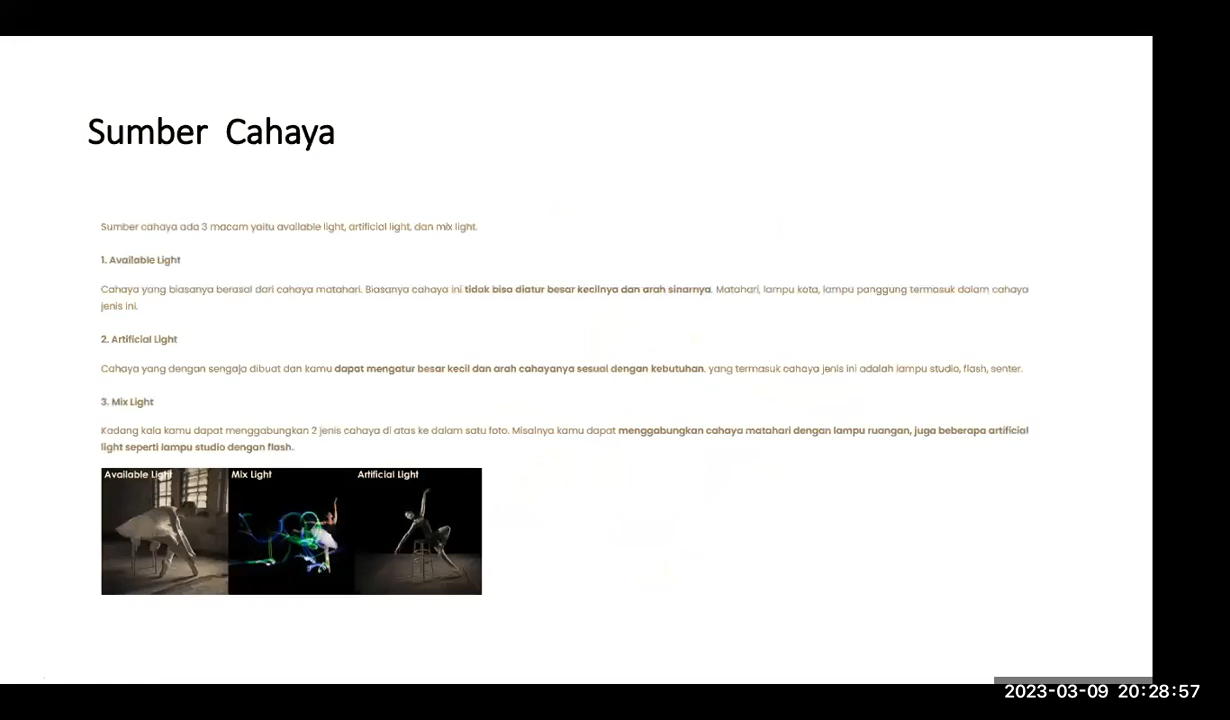 Sumber Cahaya
Sumber cahaya ada 3 macam yaitu available light, artificial light, dan mix light.
1. Available Light
Cahaya yang biasanya berasal dari cahaya matahari. Biasanya cahaya ini tidak bisa diatur besar kecilnya dan arah sinarnya. Matahari, lampu kota, lampu panggung termasuk dalam cahaya
jenis ini.
2. Artificial Light
Cahaya yang dengan sengaja dibuat dan kamu dapat mengatur besar kecil dan arah cahayanya sesuai dengan kebutuhan. yang termasuk cahaya jenis ini adalah lampu studio, flash, senter.
3. Mix Light
Kadang kala kamu dapat menggabungkan 2 jenis cahaya di atas ke dalam satu foto. Misalnya kamu dapat menggabungkan cahaya matahari dengan lampu ruangan, juga beberapa artificial
light seperti lampu studio dengan flash.
Available Light Mix Light Artificial Light
2023-03-09 20:28:57